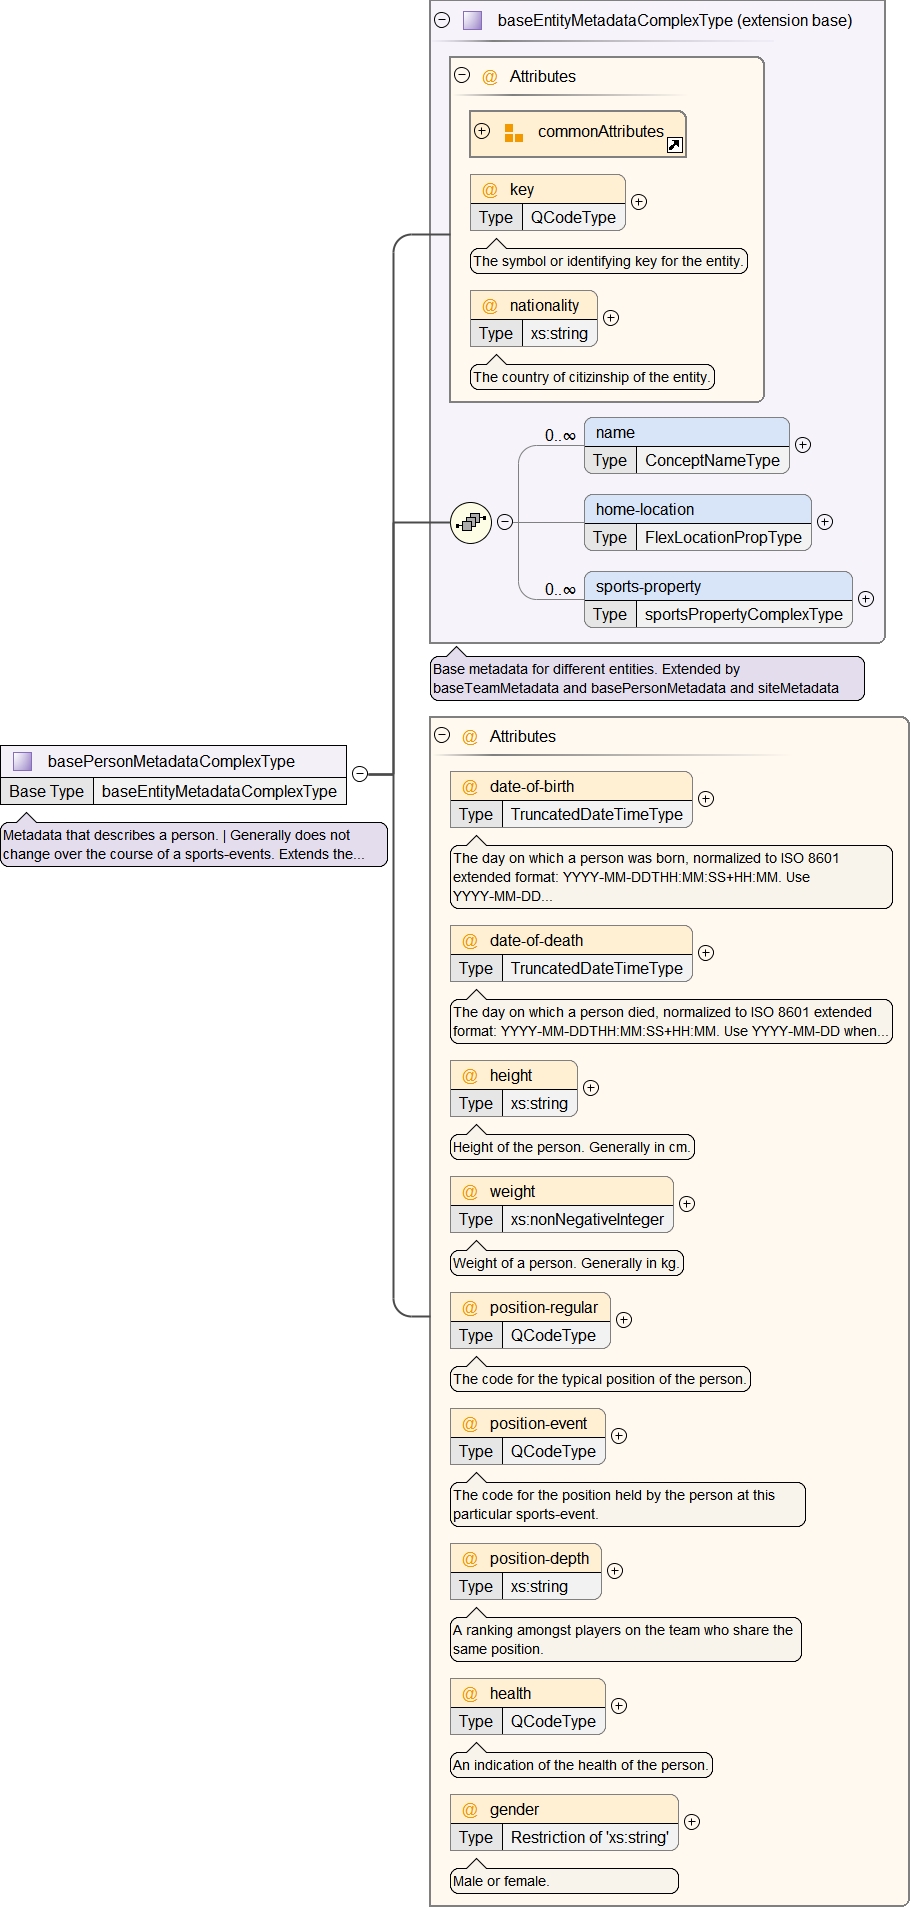 baseEntityMetadataComplexType (extension base)
@ Attributes
commonAttributes
@ key
Type QCodeType
The symbol or identifying key for the entity.
@ nationality
Type xs:string
The country of citizinship of the entity.
0..∞ name
Type ConceptNameType
home-location
Type FlexLocationPropType
0..∞ sports-property
Type sportsPropertyComplexType
Base metadata for different entities. Extended by
baseTeamMetadata and basePersonMetadata and siteMetadata
basePersonMetadataComplexType
Base Type baseEntityMetadataComplexType
Metadata that describes a person. | Generally does not
change over the course of a sports-events. Extends the...
@ Attributes
@ date-of-birth
Type TruncatedDateTimeType
The day on which a person was born, normalized to ISO 8601
extended format: YYYY-MM-DDTHH:MM:SS+HH:MM. Use
YYYY-MM-DD...
@ date-of-death
Type TruncatedDateTimeType
The day on which a person died, normalized to ISO 8601 extended
format: YYYY-MM-DDTHH:MM:SS+HH:MM. Use YYYY-MM-DD when...
@ height
Type xs:string
Height of the person. Generally in cm.
@ weight
Type xs:nonNegativeInteger
Weight of a person. Generally in kg.
@ position-regular
Type QCodeType
The code for the typical position of the person.
@ position-event
Type QCodeType
The code for the position held by the person at this
particular sports-event.
@ position-depth
Type xs:string
A ranking amongst players on the team who share the
same position.
@ health
Type QCodeType
An indication of the health of the person.
@ gender
Type Restriction of 'xs:string'
Male or female.